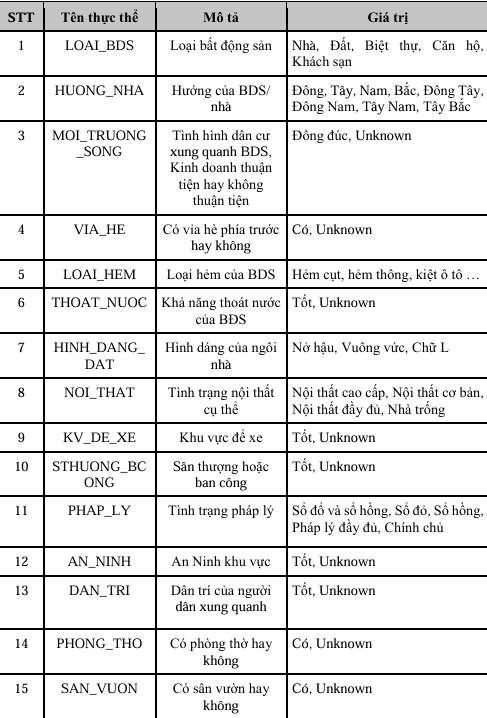 STT Tên thực thể Mô tả Giá trị
1 LOAI_BDS Loại bất động sản Nhà, Đất, Biệt thự, Căn hộ,
Khách sạn
2 HUONG_NHA Hướng của BDS/ Đông, Tây, Nam, Bắc, Đông Tây,
nhà Đông Nam, Tây Nam, Tây Bắc
3 MOI_TRUONG Tình hình dân cư Đông đúc, Unknown
_SONG xung quanh BDS,
Kinh doanh thuận
tiện hay không
thuận tiện
4 VIA_HE Có vỉa hè phía trước Có, Unknown
hay không
5 LOAI_HEM Loại hẻm của BDS Hẻm cụt, hẻm thông, kiệt ô tô …
6 THOAT_NUOC Khả năng thoát nước Tốt, Unknown
của BĐS
7 HINH_DANG_ Hình dáng của ngôi Nở hậu, Vuông vức, Chữ L
DAT nhà
8 NOI_THAT Tình trạng nội thất Nội thất cao cấp, Nội thất cơ bản,
cụ thể Nội thất đầy đủ, Nhà trống
9 KV_DE_XE Khu vực để xe Tốt, Unknown
10 STHUONG_BC Sân thượng hoặc Tốt, Unknown
ONG ban công
11 PHAP_LY Tình trạng pháp lý Sổ đổ và sổ hồng, Sổ đỏ, Sổ hồng,
Pháp lý đầy đủ, Chính chủ
12 AN_NINH An Ninh khu vực Tốt, Unknown
13 DAN_TRI Dân trí của người Tốt, Unknown
dân xung quanh
14 PHONG_THO Có phòng thờ hay Có, Unknown
không
15 SAN_VUON Có sân vườn hay Có, Unknown
không